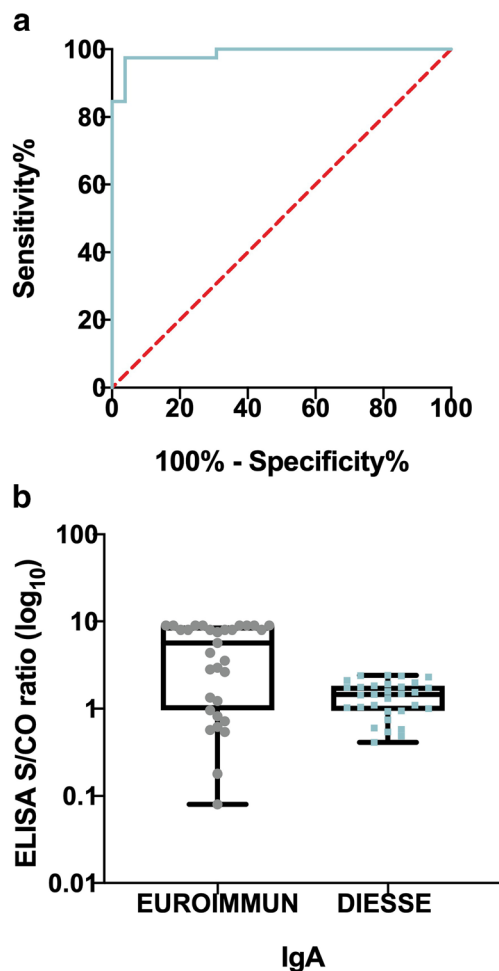 a
100
80
60
40
20
0
Sensitivity%
0 20 40 60 80 100
100% - Specificity%
b
100
10
1
0.1
0.01
ELISA S/CO ratio (log10)
EUROIMMUN DIESSE
IgA